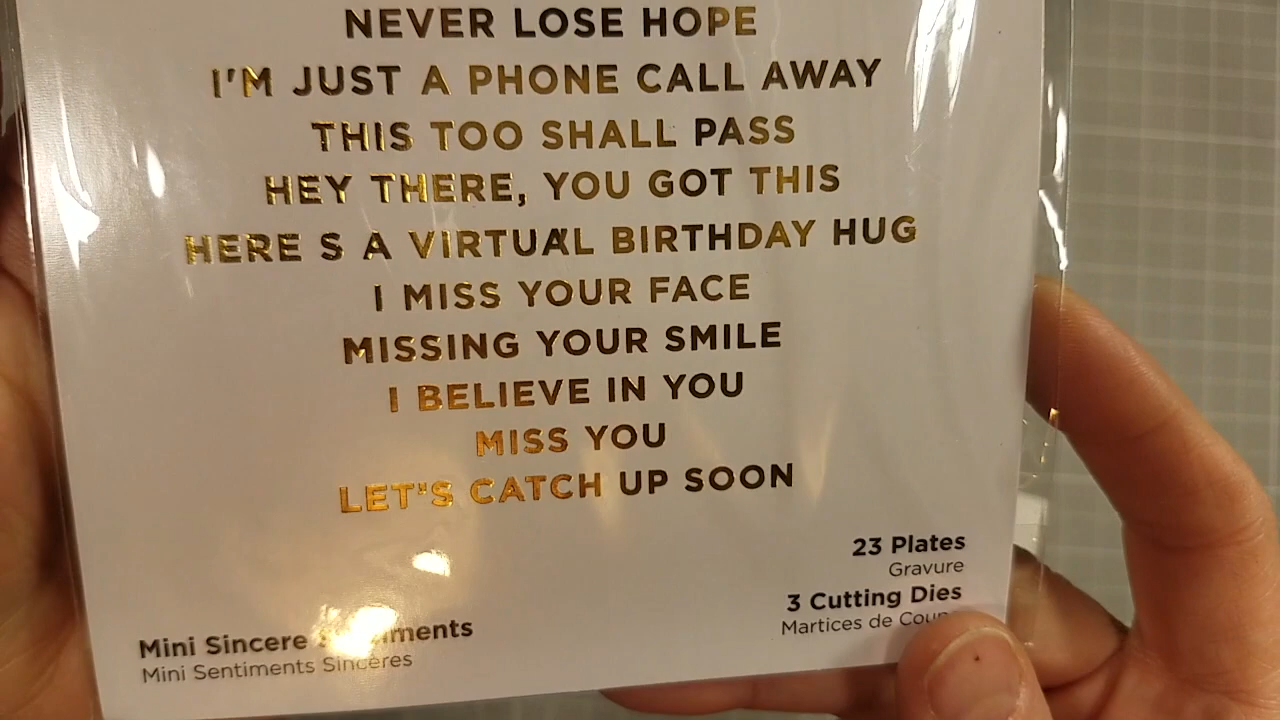 NEVER LOSE HOPE
I'M JUST A PHONE CALL AWAY
THIS TOO SHALL PASS
HEY THERE, YOU GOT THIS
HERE S A VIRTUAL BIRTHDAY HUG
I MISS YOUR FACE
MISSING YOUR SMILE
I BELIEVE IN YOU
MISS YOU
LET'S CATCH UP SOON
23 Plates
Gravure
3 Cutting Dies
Martices de
Mini Sincere
Mini Sentiments Sincères